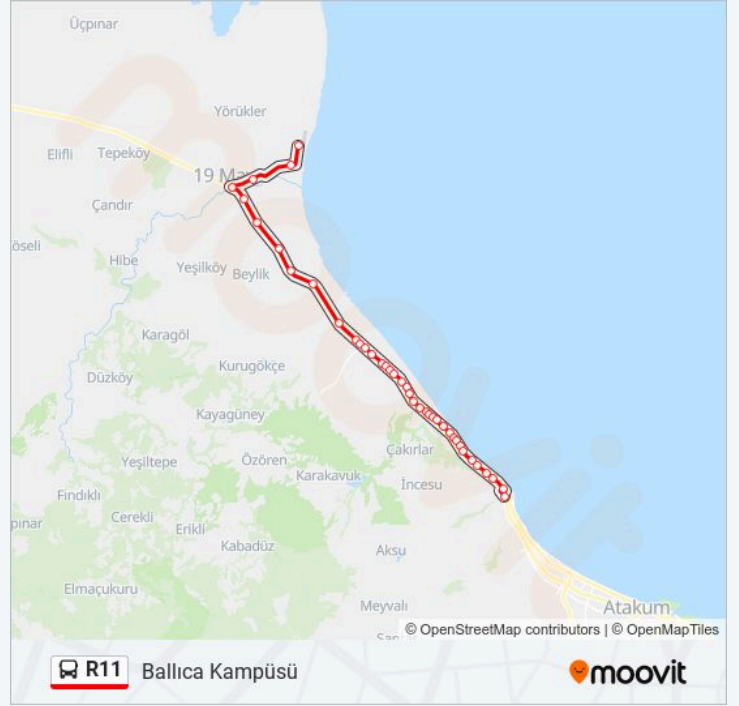 Üçpınar
Yörükler
Elifli
Tepeköy
19 May
Çandır
öseli
Hibe
Yeşilköy
Beylik
Karagöl
Kurugökçe
Düzköy
Kayagüney
Çakırlar
Yeşiltepe
Özören
Karakavuk
İncesu
Fındıklı
pınar
Cerekli
Erikli
Kabadüz
Aksu
Elmaçukuru
Meyvalı
Atakum
© OpenStreetMap contributors | © OpenMapTiles
R11 Ballıca Kampüsü
moovit